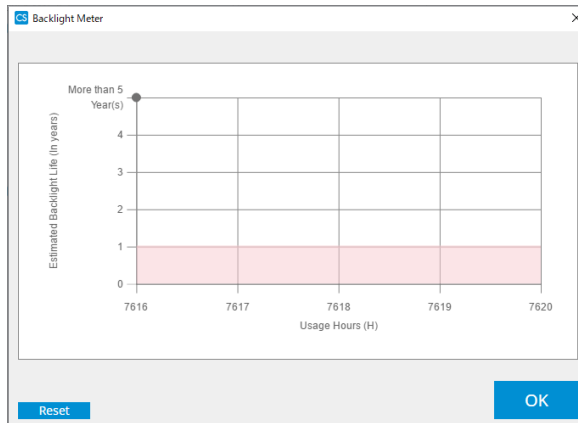 CS Backlight Meter
More than 5
Year(s)
4
3
2
1
0
Estimated Backlight Life (In years)
7616 7617 7618 7619 7620
Usage Hours (H)
Reset
OK